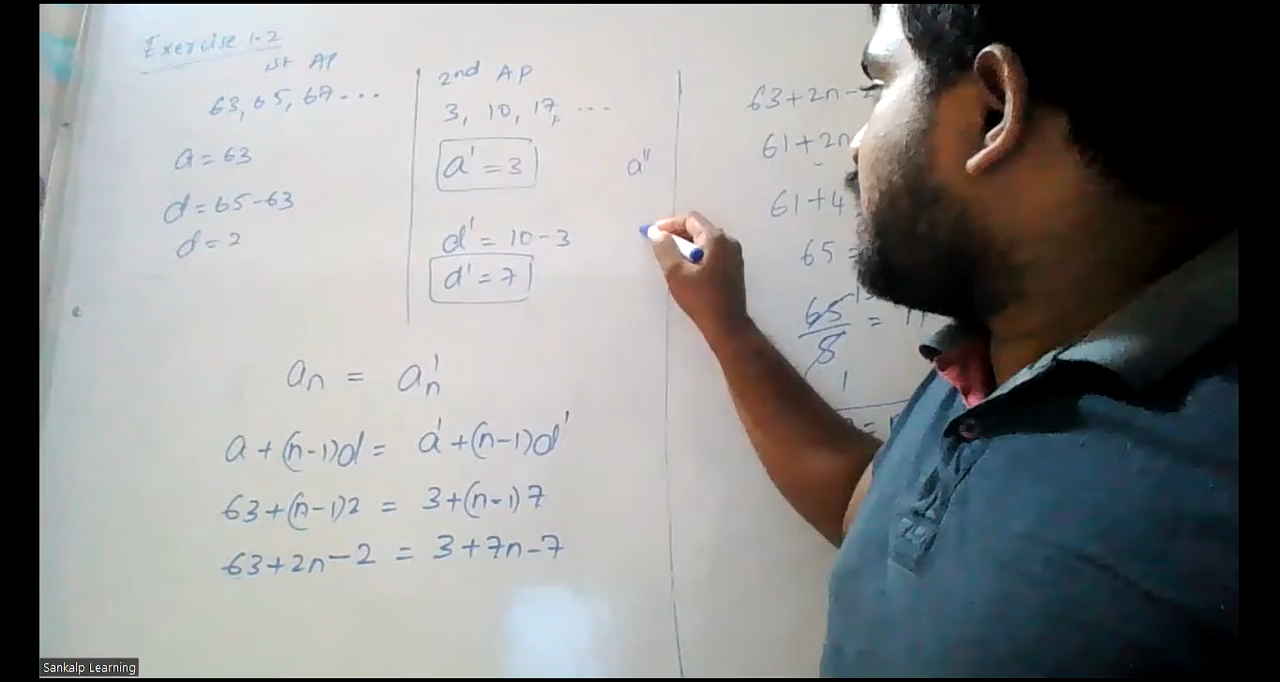 Exercise 1.2
1st AP
63, 65, 67 ...
a = 63
d = 65-63
d = 2
2nd AP
3, 10, 17, ...
a' = 3
a"
d' = 10-3
d' = 7
an = a'n
a + (n-1)d = a' + (n-1)d'
63 + (n-1)2 = 3 + (n-1)7
63 + 2n - 2 = 3 + 7n - 7
63 + 2n -
61 + 2n
61 + 4
65 =
65/5 =
1
Sankalp Learning